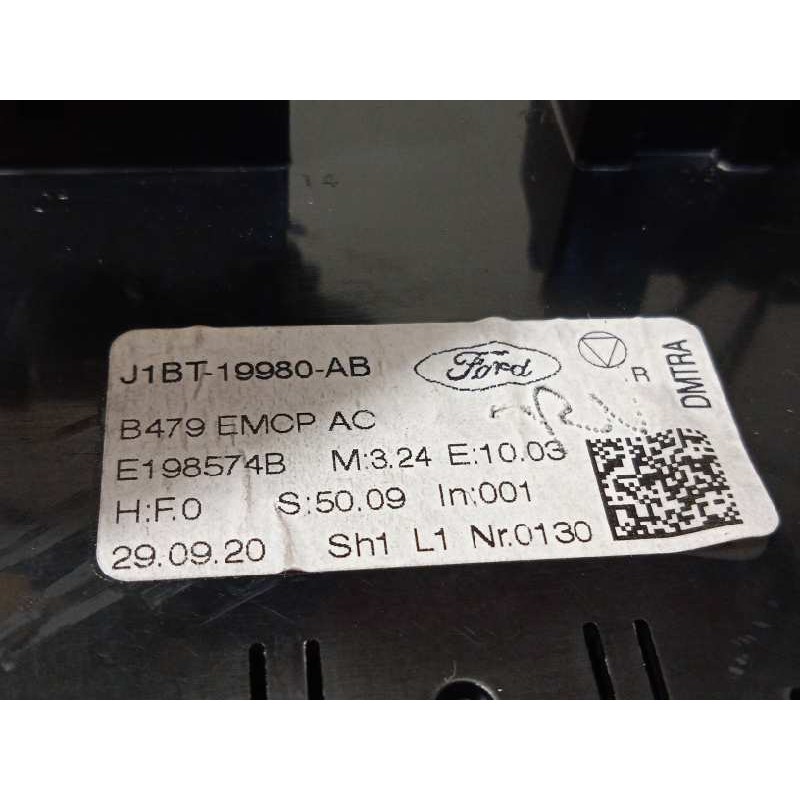 J1BT-19980-AB
Ford
R
DMTRA
B479 EMCP AC
E198574B M:3.24 E:10.03
H:F.0 S:50.09 In:001
29.09.20 Sh1 L1 Nr.0130